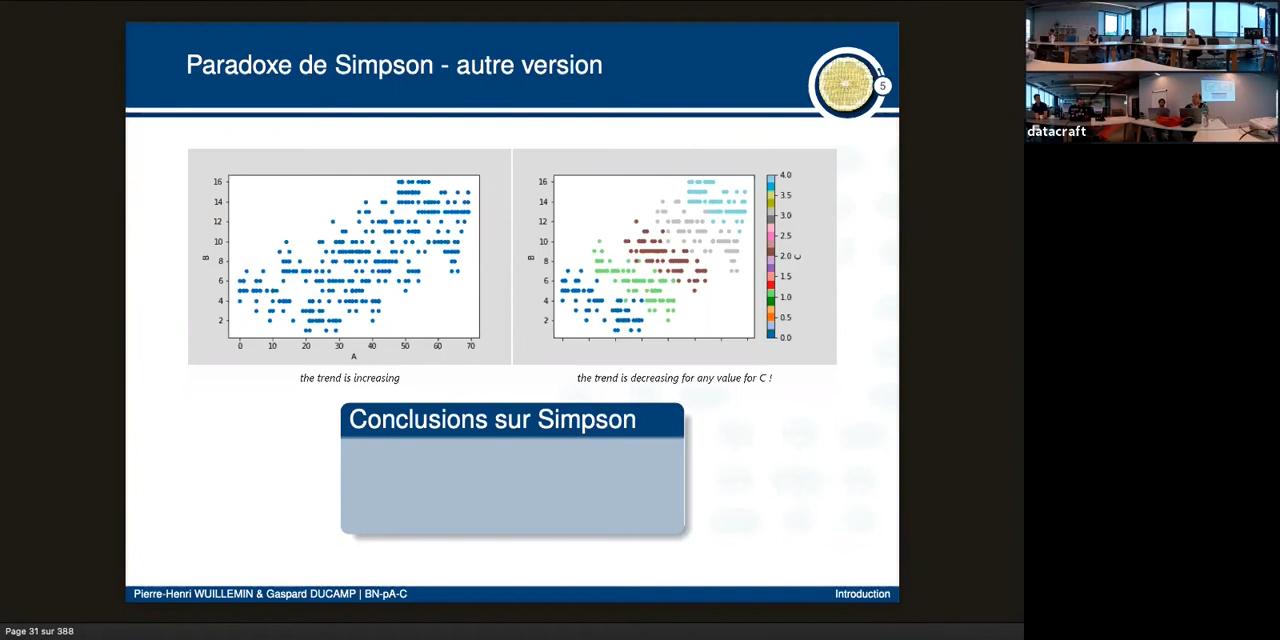 Paradoxe de Simpson - autre version
5
16
14
12
10
8
6
4
2
B
0 10 20 30 40 50 60 70
A
16
14
12
10
8
6
4
2
B
4.0
3.5
3.0
2.5
2.0
1.5
1.0
0.5
0.0
C
the trend is increasing
the trend is decreasing for any value for C !
Conclusions sur Simpson
Pierre-Henri WUILLEMIN & Gaspard DUCAMP | BN-pA-C
Introduction
Page 31 sur 388
datacraft